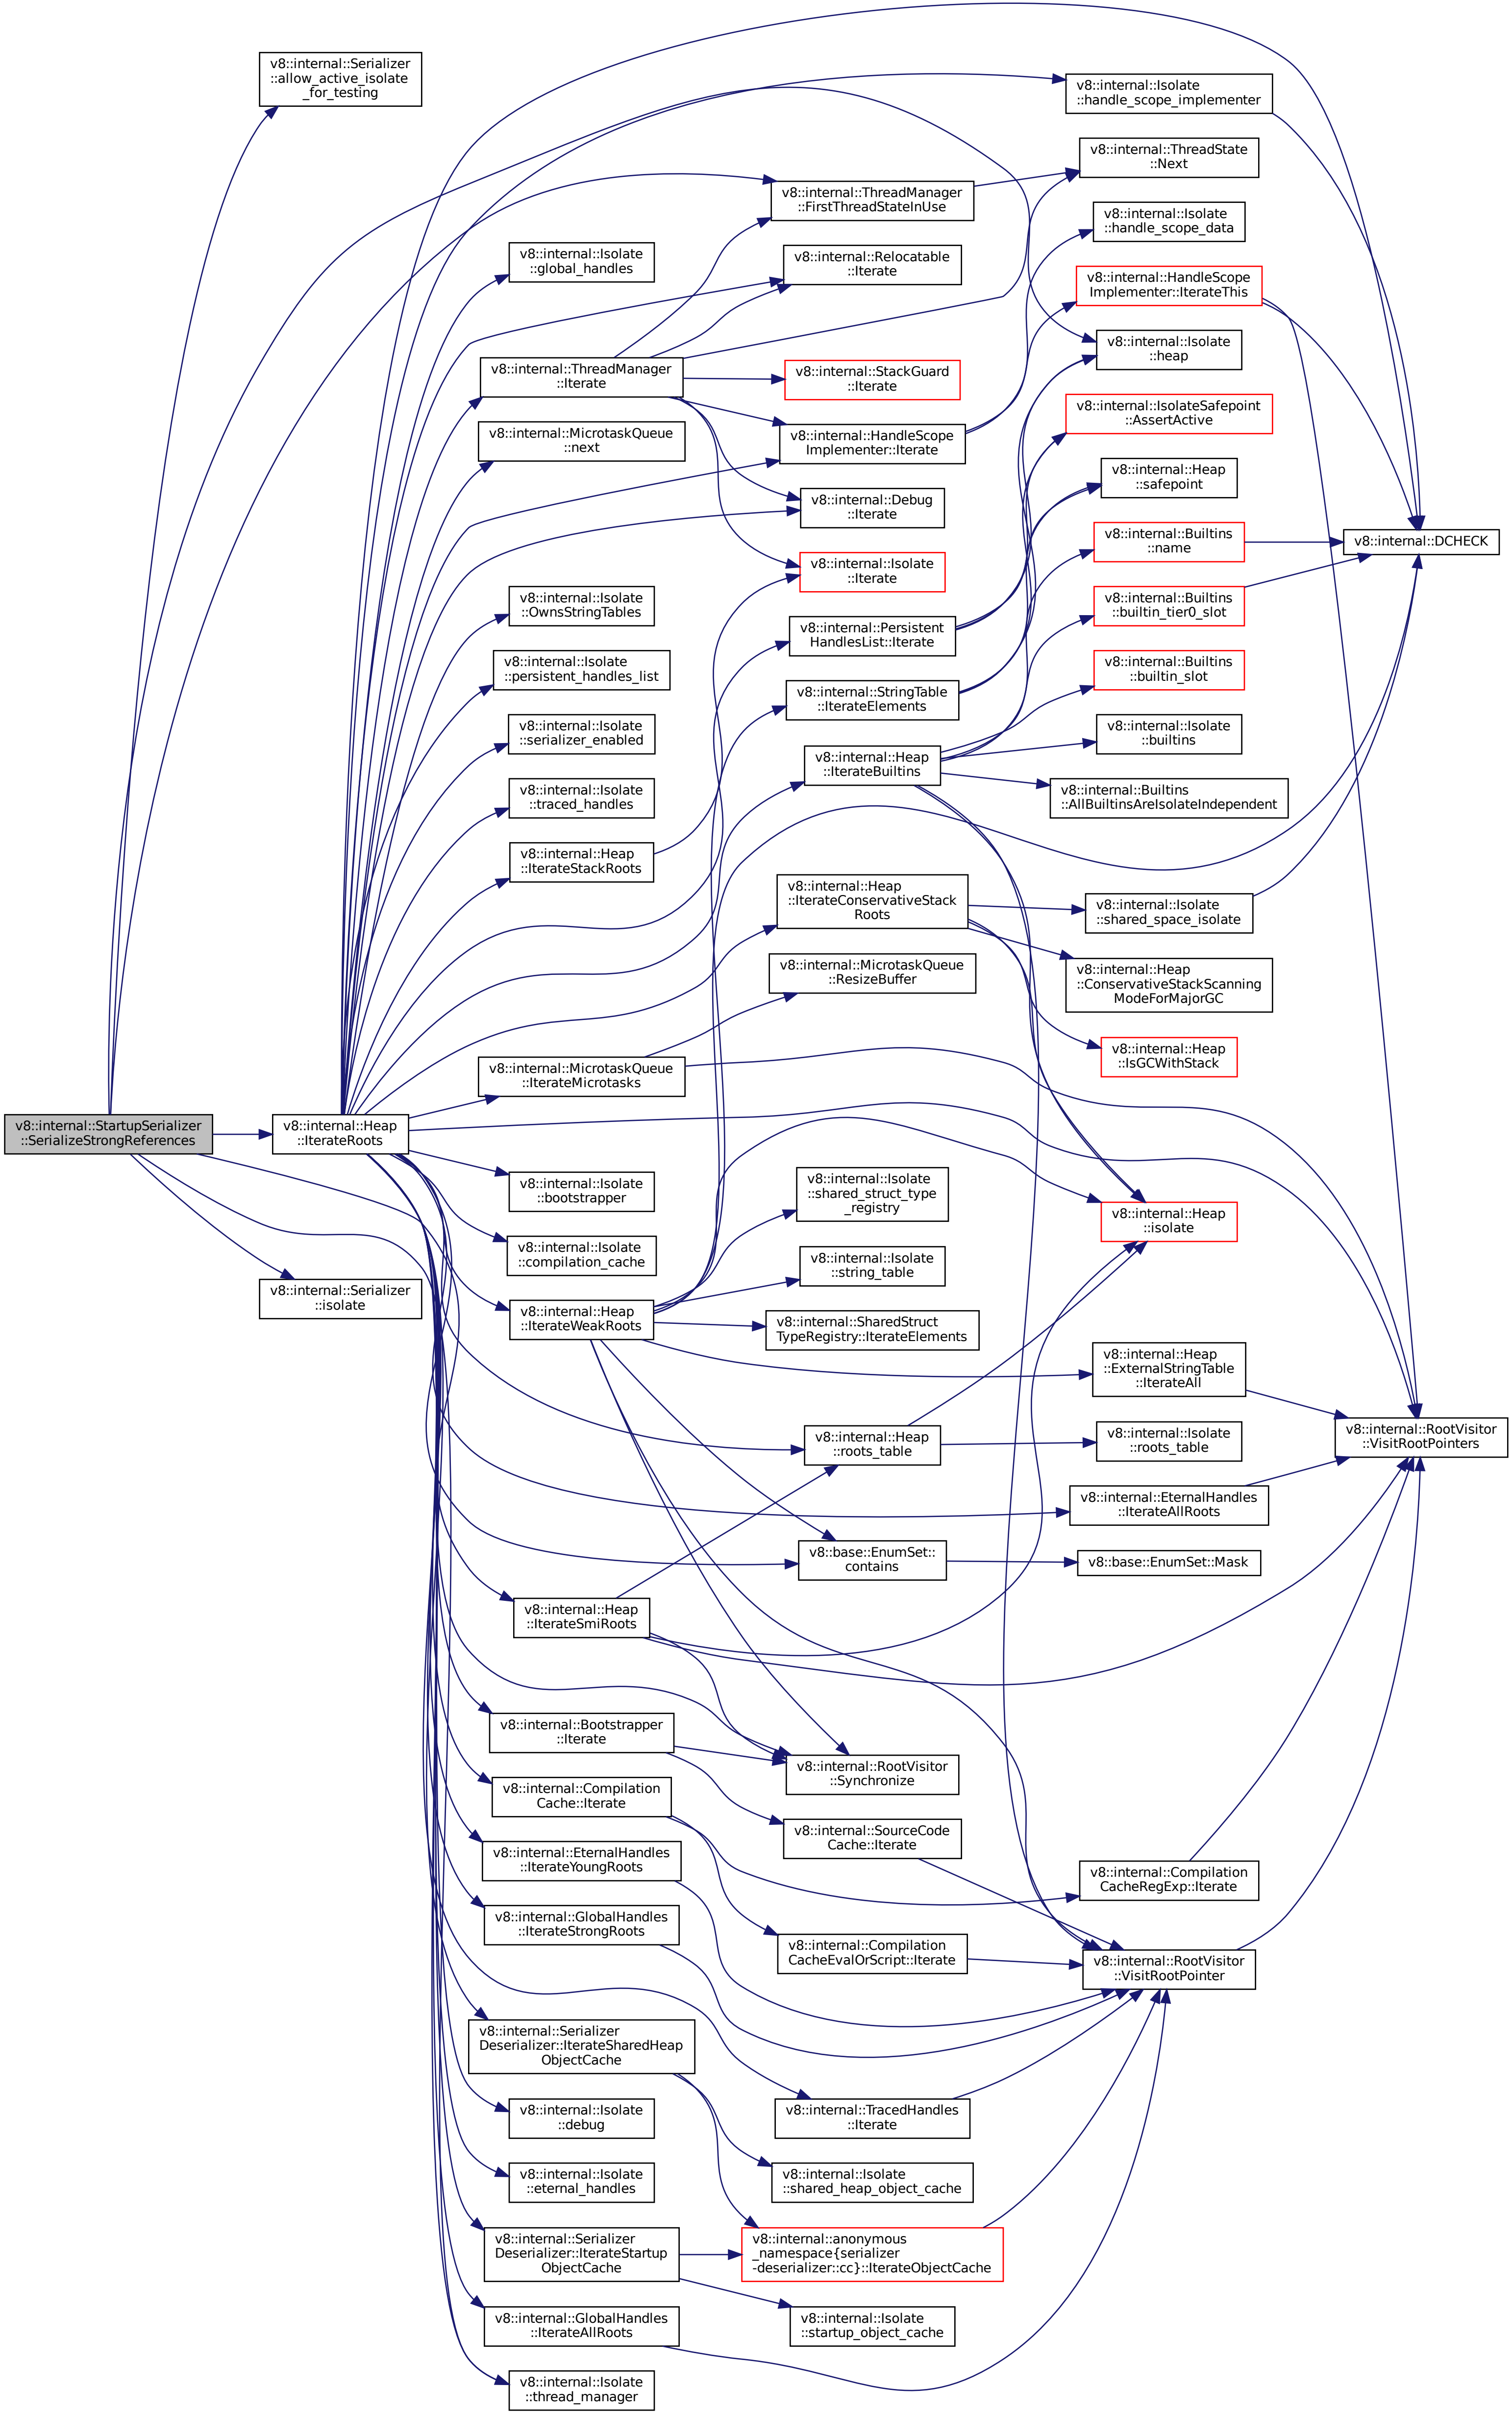 v8::internal::StartupSerializer
::SerializeStrongReferences
v8::internal::Serializer
::allow_active_isolate
_for_testing
v8::internal::Heap
::IterateRoots
v8::internal::Serializer
::isolate
v8::internal::Isolate
::global_handles
v8::internal::ThreadManager
::Iterate
v8::internal::MicrotaskQueue
::next
v8::internal::Isolate
::OwnsStringTables
v8::internal::Isolate
::persistent_handles_list
v8::internal::Isolate
::serializer_enabled
v8::internal::Isolate
::traced_handles
v8::internal::Heap
::IterateStackRoots
v8::internal::MicrotaskQueue
::IterateMicrotasks
v8::internal::Isolate
::bootstrapper
v8::internal::Isolate
::compilation_cache
v8::internal::Heap
::IterateWeakRoots
v8::internal::Heap
::IterateSmiRoots
v8::internal::Bootstrapper
::Iterate
v8::internal::Compilation
Cache::Iterate
v8::internal::EternalHandles
::IterateYoungRoots
v8::internal::GlobalHandles
::IterateStrongRoots
v8::internal::Serializer
Deserializer::IterateSharedHeap
ObjectCache
v8::internal::Isolate
::debug
v8::internal::Isolate
::eternal_handles
v8::internal::Serializer
Deserializer::IterateStartup
ObjectCache
v8::internal::GlobalHandles
::IterateAllRoots
v8::internal::Isolate
::thread_manager
v8::internal::ThreadManager
::FirstThreadStateInUse
v8::internal::Relocatable
::Iterate
v8::internal::StackGuard
::Iterate
v8::internal::HandleScope
Implementer::Iterate
v8::internal::Debug
::Iterate
v8::internal::Isolate
::Iterate
v8::internal::Persistent
HandlesList::Iterate
v8::internal::StringTable
::IterateElements
v8::internal::Heap
::IterateBuiltins
v8::internal::Heap
::IterateConservativeStack
Roots
v8::internal::MicrotaskQueue
::ResizeBuffer
v8::internal::Isolate
::shared_struct_type
_registry
v8::internal::Isolate
::string_table
v8::internal::SharedStruct
TypeRegistry::IterateElements
v8::internal::Heap
::roots_table
v8::base::EnumSet::
contains
v8::internal::RootVisitor
::Synchronize
v8::internal::SourceCode
Cache::Iterate
v8::internal::Compilation
CacheEvalOrScript::Iterate
v8::internal::TracedHandles
::Iterate
v8::internal::Isolate
::shared_heap_object_cache
v8::internal::anonymous
_namespace{serializer
-deserializer::cc}::IterateObjectCache
v8::internal::Isolate
::startup_object_cache
v8::internal::Isolate
::handle_scope_implementer
v8::internal::ThreadState
::Next
v8::internal::Isolate
::handle_scope_data
v8::internal::HandleScope
Implementer::IterateThis
v8::internal::Isolate
::heap
v8::internal::IsolateSafepoint
::AssertActive
v8::internal::Heap
::safepoint
v8::internal::Builtins
::name
v8::internal::Builtins
::builtin_tier0_slot
v8::internal::Builtins
::builtin_slot
v8::internal::Isolate
::builtins
v8::internal::Builtins
::AllBuiltinsAreIsolateIndependent
v8::internal::Isolate
::shared_space_isolate
v8::internal::Heap
::ConservativeStackScanning
ModeForMajorGC
v8::internal::Heap
::IsGCWithStack
v8::internal::Heap
::isolate
v8::internal::Heap
::ExternalStringTable
::IterateAll
v8::internal::Isolate
::roots_table
v8::internal::EternalHandles
::IterateAllRoots
v8::base::EnumSet::Mask
v8::internal::Compilation
CacheRegExp::Iterate
v8::internal::RootVisitor
::VisitRootPointer
v8::internal::DCHECK
v8::internal::RootVisitor
::VisitRootPointers